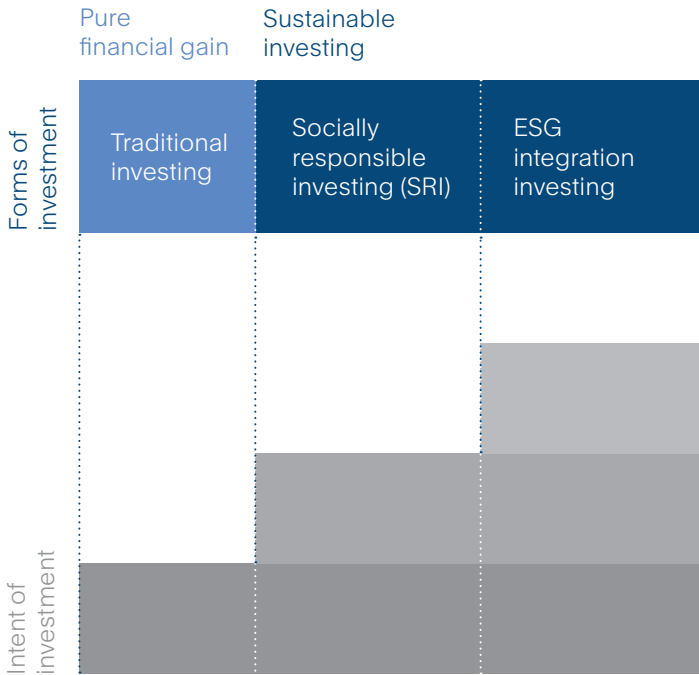 Pure
financial gain
Sustainable
investing
Forms of
investment
Traditional
investing
Socially
responsible
investing (SRI)
ESG
integration
investing
Intent of
investment